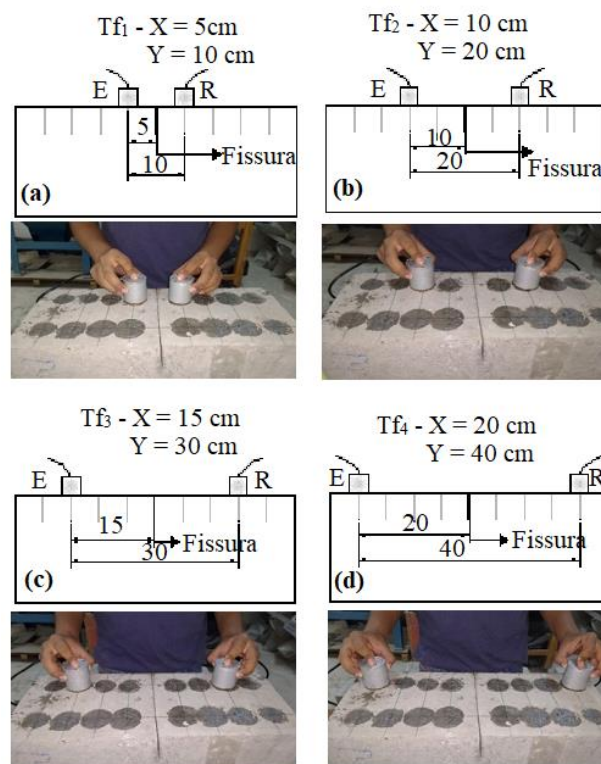 Tf₁ - X = 5cm
Y = 10 cm
E
R
5
Fissura
10
(a)
Tf₂ - X = 10 cm
Y = 20 cm
E
R
10
20
Fissura
(b)
Tf₃ - X = 15 cm
Y = 30 cm
E
R
15
Fissura
30
(c)
Tf₄ - X = 20 cm
Y = 40 cm
E
R
20
Fissura
40
(d)